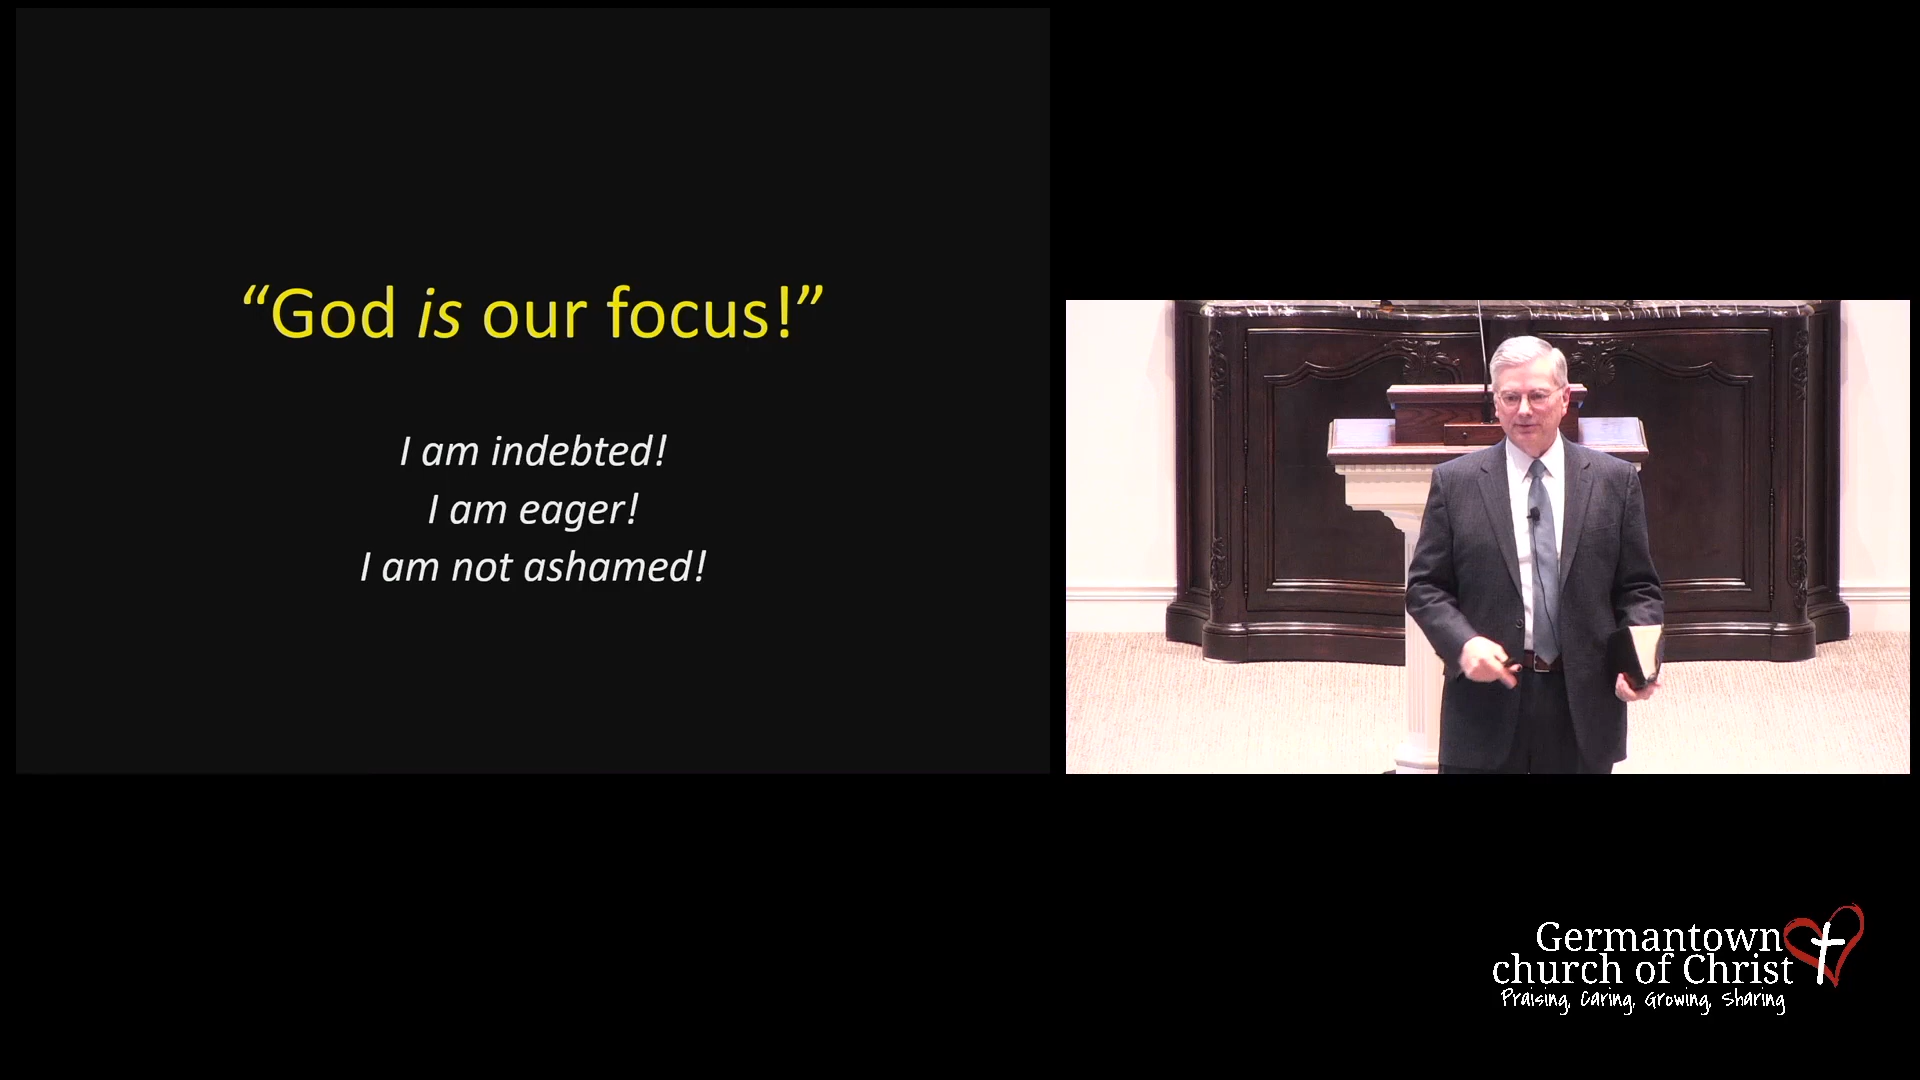 “God is our focus!”
I am indebted!
I am eager!
I am not ashamed!
Germantown
church of Christ
Praising, Caring, Growing, Sharing